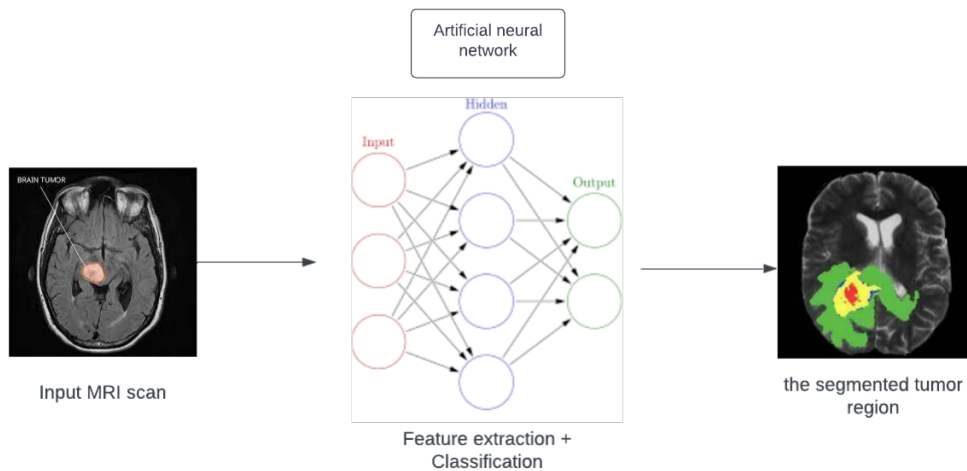 Artificial neural
network
Hidden
Input
Output
BRAIN TUMOR
Input MRI scan
the segmented tumor
region
Feature extraction +
Classification